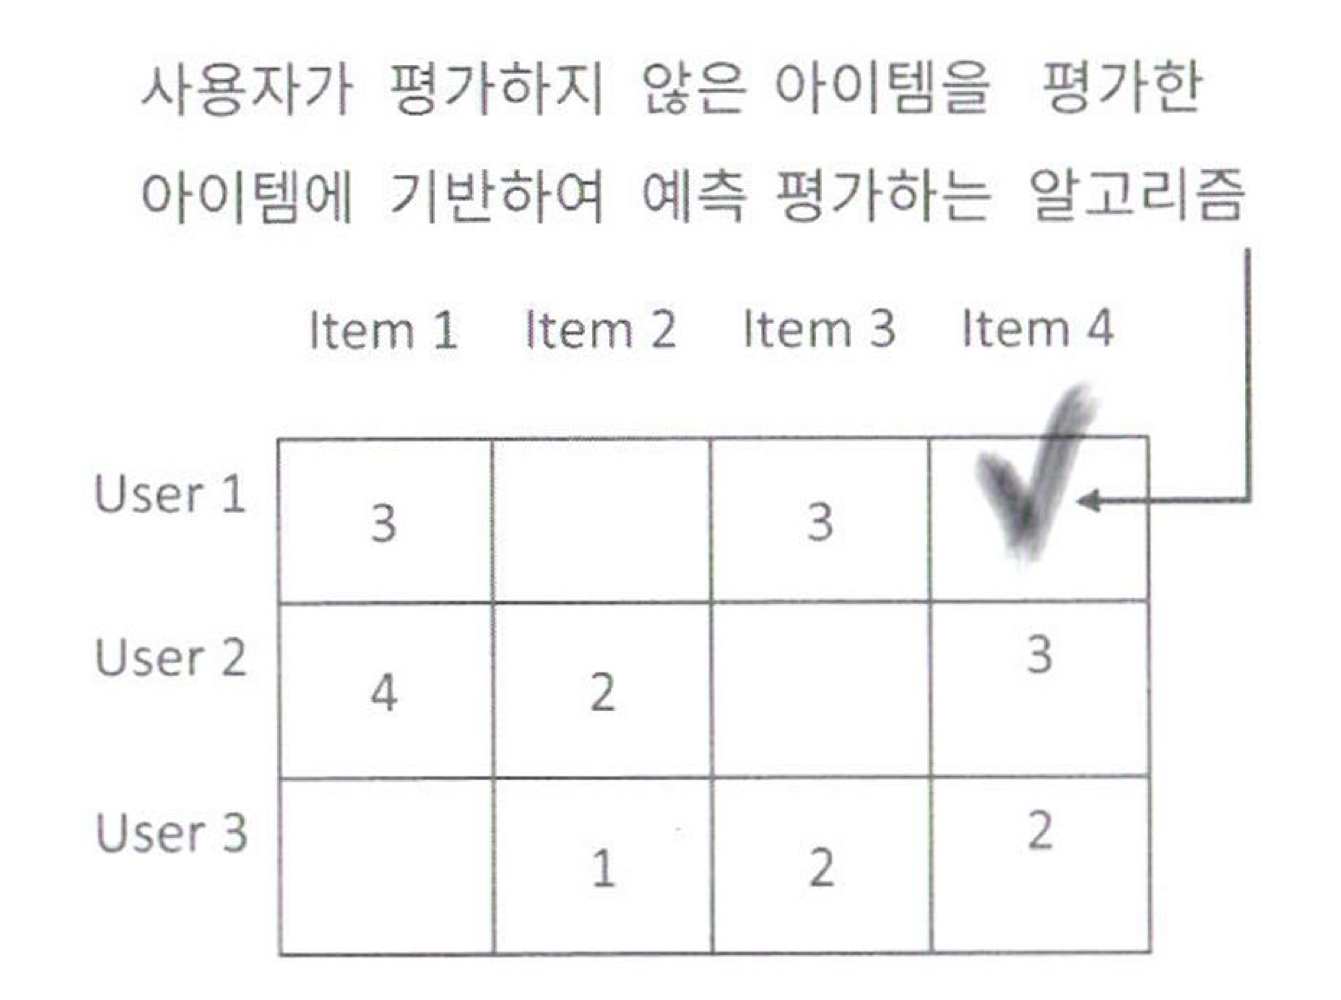 사용자가 평가하지 않은 아이템을 평가한
아이템에 기반하여 예측 평가하는 알고리즘
Item 1 Item 2 Item 3 Item 4
User 1 3 3
User 2 4 2 3
User 3 1 2 2